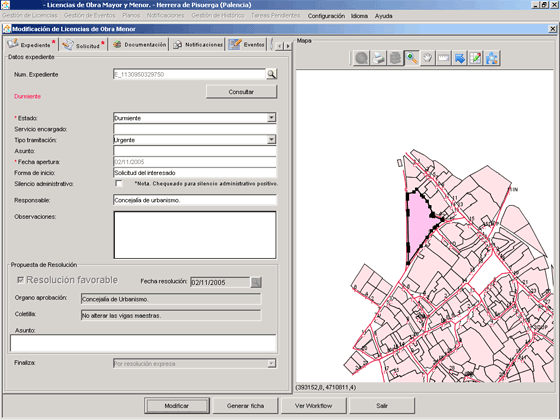 - Licencias de Obra Mayor y Menor. - Herrera de Pisuerga (Palencia)
Gestión de Licencias Gestión de Eventos Planos Notificaciones Gestión de Histórico Tareas Pendientes Configuración Idioma Ayuda
Modificación de Licencias de Obra Menor
Expediente * Solicitud * Documentación Notificaciones Eventos
Mapa
Datos expediente
Num. Expediente E_1130950329750
Durmiente Consultar
* Estado: Durmiente
Servicio encargado:
Tipo tramitación: Urgente
Asunto:
* Fecha apertura: 02/11/2005
Forma de inicio: Solicitud del interesado
Silencio administrativo: *Nota. Chequeado para silencio administrativo positivo.
Responsable: Concejalía de urbanismo.
Observaciones:
Propuesta de Resolución
Resolución favorable Fecha resolución: 02/11/2005
Organo aprobación: Concejalia de Urbanismo.
Coletilla: No alterar las vigas maestras.
Asunto:
Finaliza: Por resolución expresa
(393152,8, 4710811,4)
Modificar Generar ficha Ver Workflow Salir